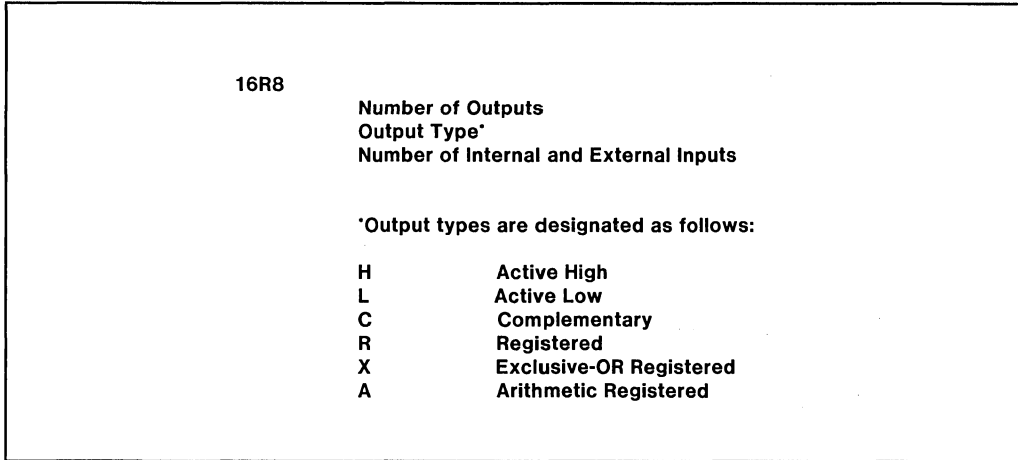 16R8
Number of Outputs
Output Type*
Number of Internal and External Inputs
*Output types are designated as follows:
H Active High
L Active Low
C Complementary
R Registered
X Exclusive-OR Registered
A Arithmetic Registered